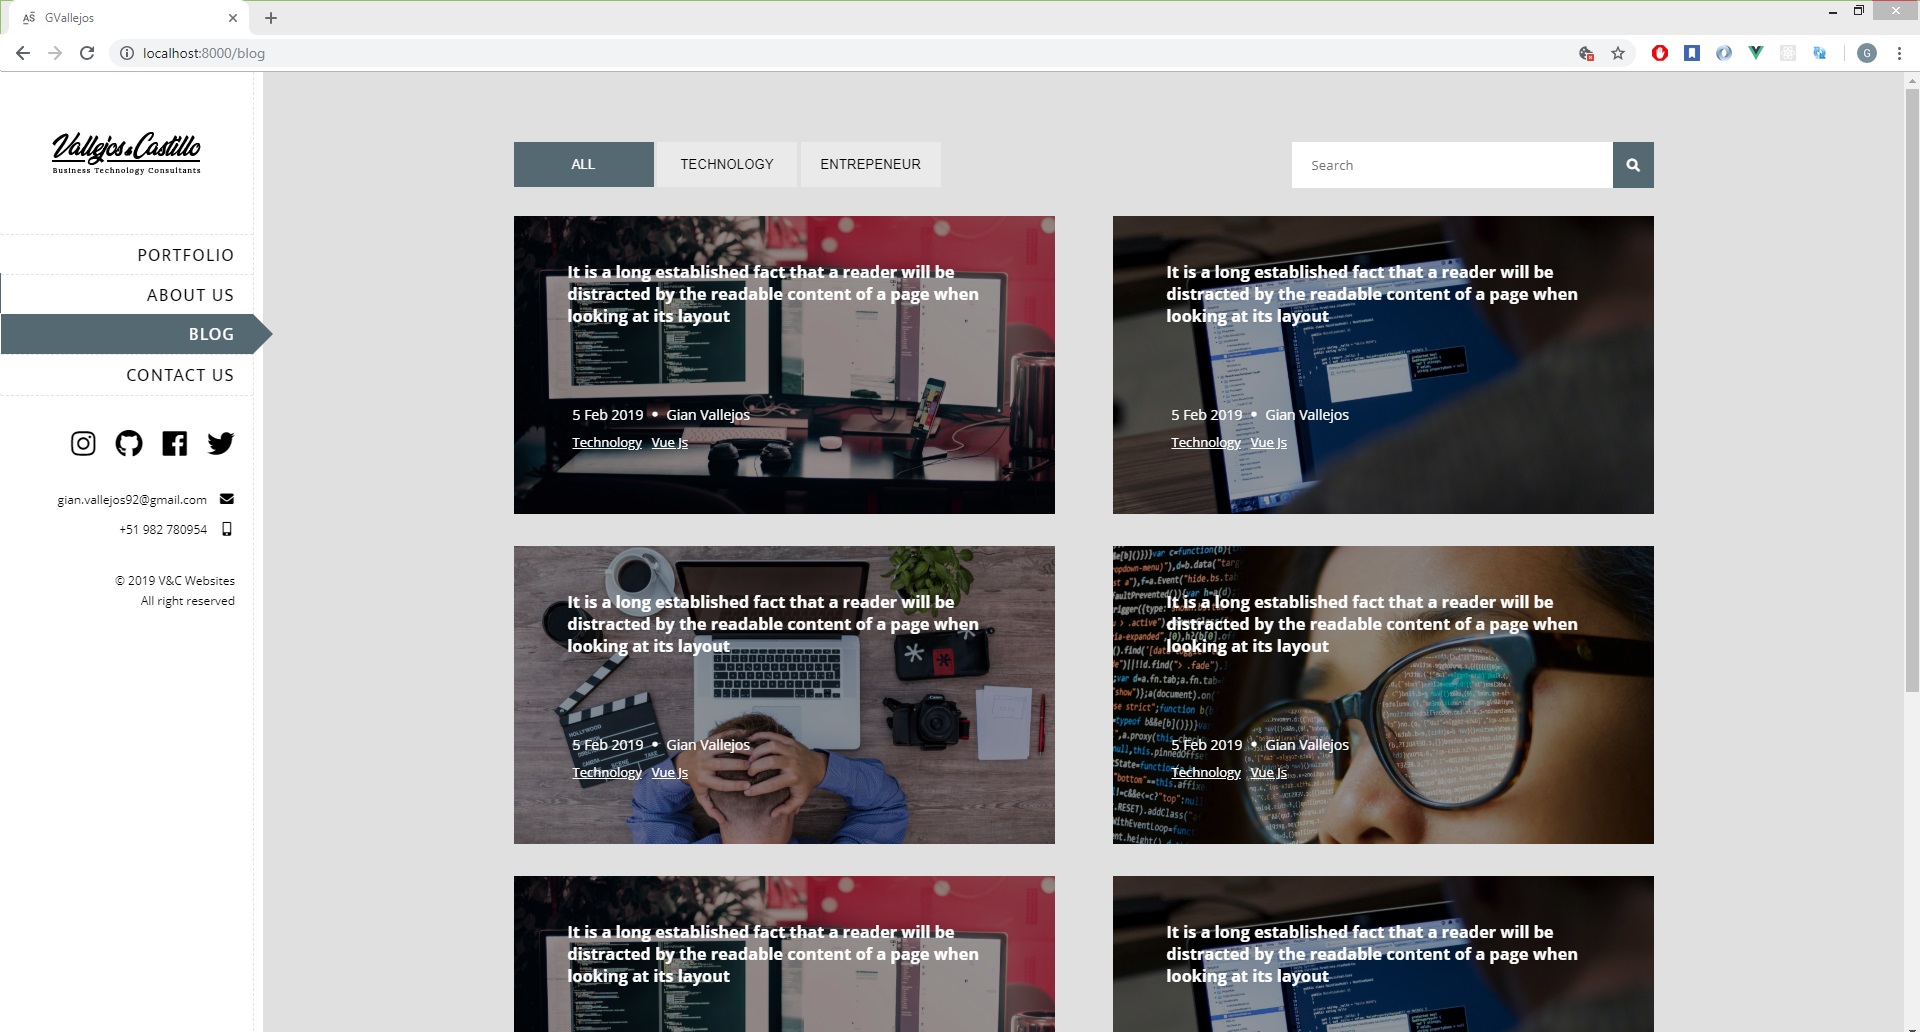 GVallejos
localhost:8000/blog
G
Vallejos & Castillo
Business Technology Consultants
PORTFOLIO
ABOUT US
BLOG
CONTACT US
gian.vallejos92@gmail.com
+51 982 780954
© 2019 V&C Websites
All right reserved
ALL
TECHNOLOGY
ENTREPENEUR
Search
It is a long established fact that a reader will be
distracted by the readable content of a page when
looking at its layout
5 Feb 2019 • Gian Vallejos
Technology Vue Js
It is a long established fact that a reader will be
distracted by the readable content of a page when
looking at its layout
5 Feb 2019 • Gian Vallejos
Technology Vue Js
It is a long established fact that a reader will be
distracted by the readable content of a page when
looking at its layout
5 Feb 2019 • Gian Vallejos
Technology Vue Js
It is a long established fact that a reader will be
distracted by the readable content of a page when
looking at its layout
5 Feb 2019 • Gian Vallejos
Technology Vue Js
It is a long established fact that a reader will be
distracted by the readable content of a page when
looking at its layout
It is a long established fact that a reader will be
distracted by the readable content of a page when
looking at its layout